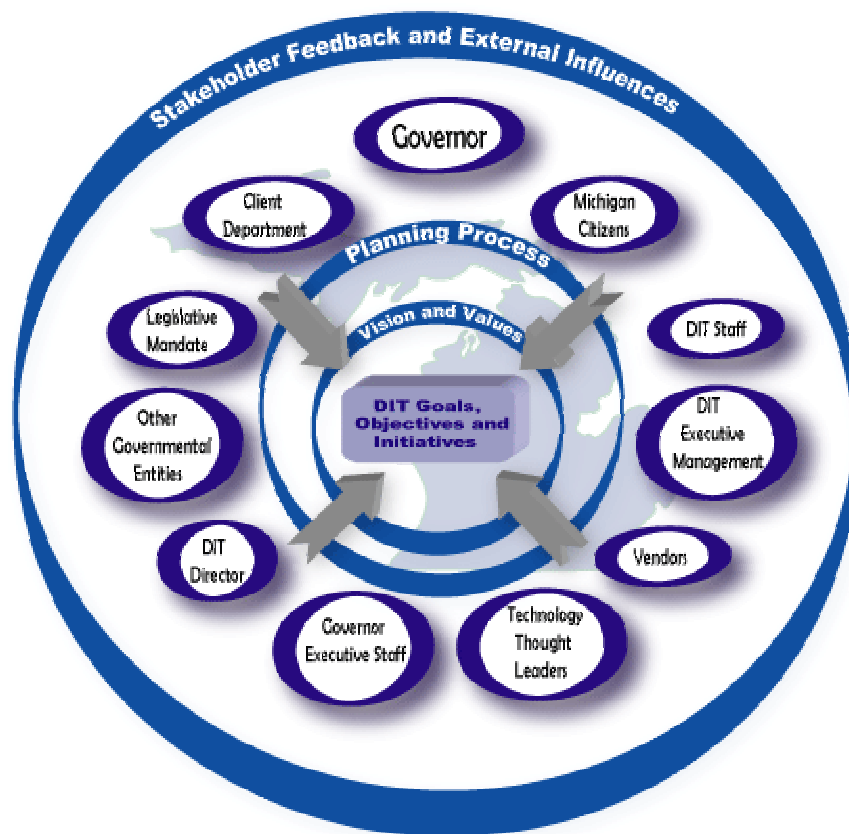 Stakeholder Feedback and External Influences
Governor
Client
Department
Michigan
Citizens
Planning Process
Vision and Values
Legislative
Mandate
DIT Staff
DIT Goals,
Objectives and
Initiatives
Other
Governmental
Entities
DIT
Executive
Management
DIT
Director
Vendors
Governor
Executive Staff
Technology
Thought
Leaders